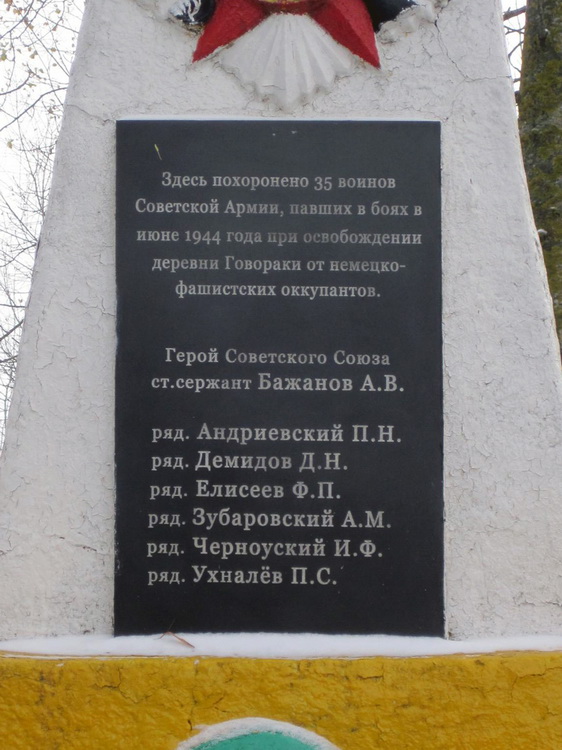 Здесь похоронено 35 воинов
Советской Армии, павших в боях в
июне 1944 года при освобождении
деревни Говораки от немецко-
фашистских оккупантов.
Герой Советского Союза
ст.сержант Бажанов А.В.
ряд. Андриевский П.Н.
ряд. Демидов Д.Н.
ряд. Елисеев Ф.П.
ряд. Зубаровский А.М.
ряд. Черноуский И.Ф.
ряд. Ухналёв П.С.